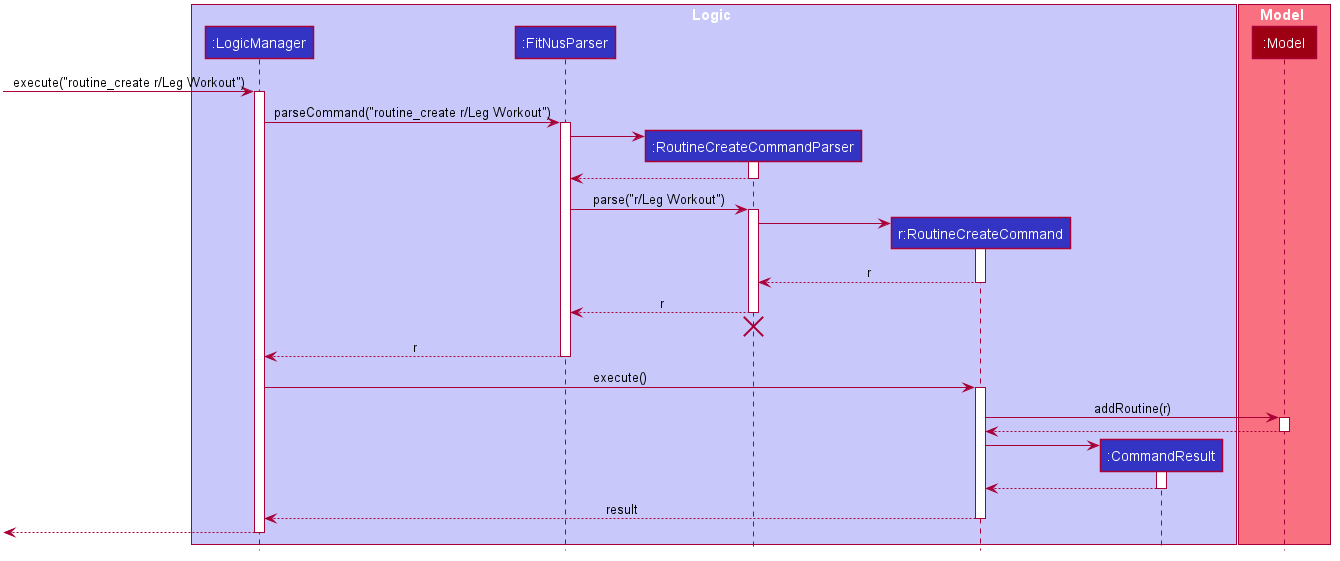 Logic
Model
:LogicManager
:FitNusParser
:Model
execute("routine_create r/Leg Workout")
parseCommand("routine_create r/Leg Workout")
:RoutineCreateCommandParser
parse("r/Leg Workout")
r:RoutineCreateCommand
r
r
r
execute()
addRoutine(r)
:CommandResult
result